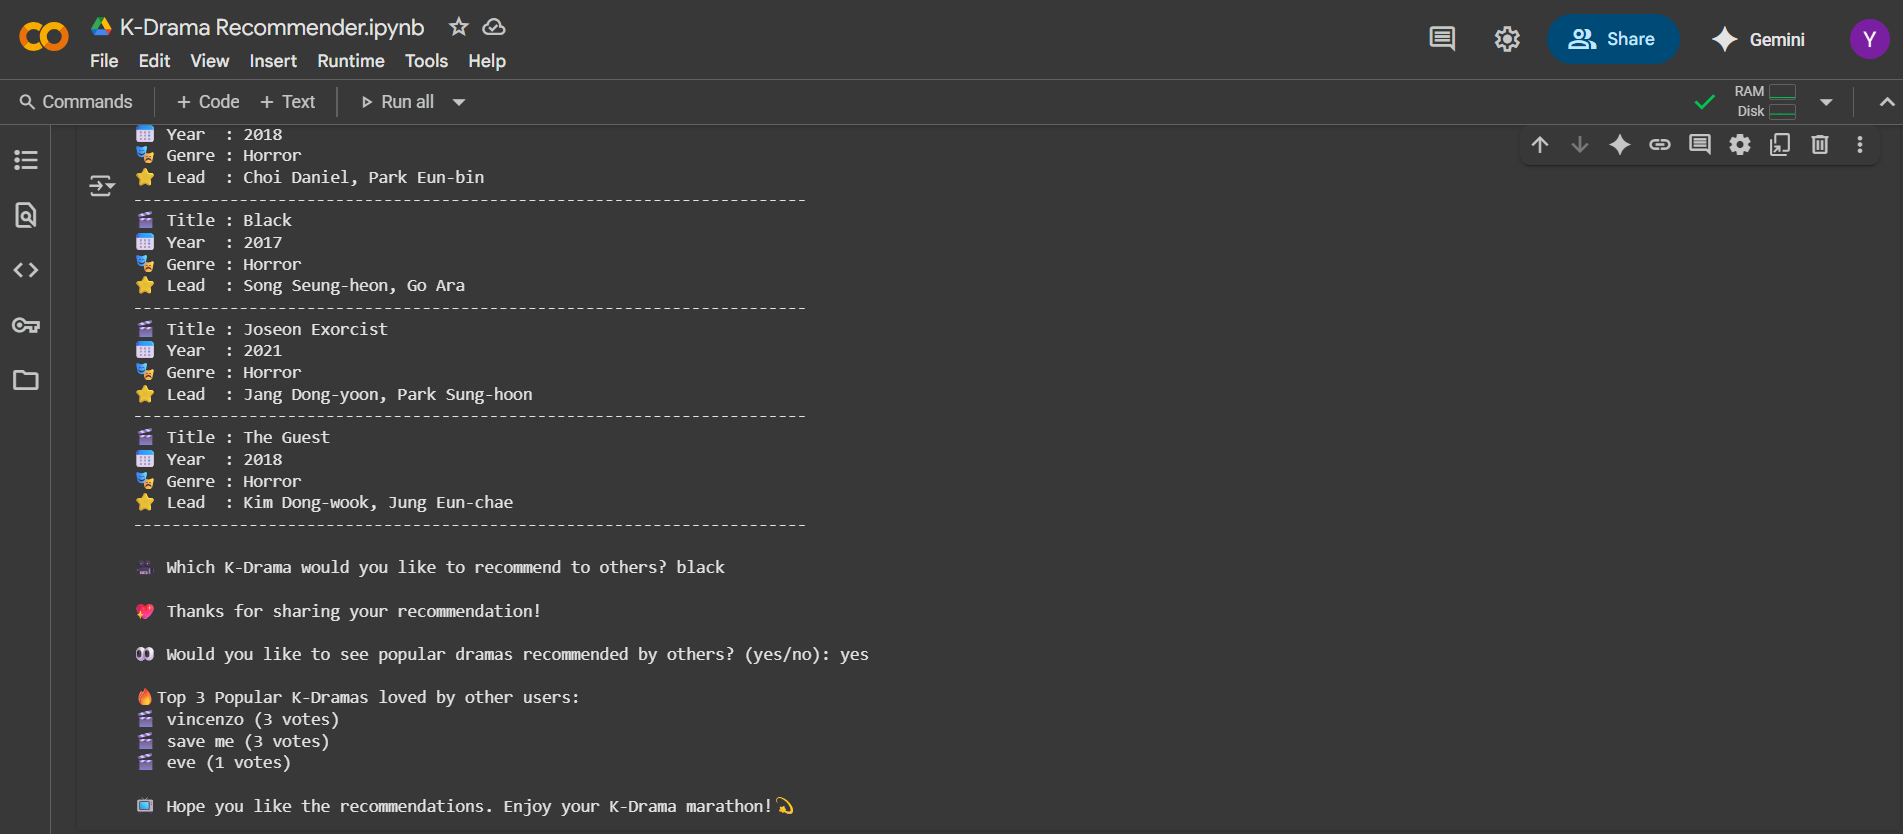 K-Drama Recommender.ipynb
File Edit View Insert Runtime Tools Help
Share
Gemini
Y
Commands + Code + Text Run all
RAM
Disk
Year : 2018
Genre : Horror
Lead : Choi Daniel, Park Eun-bin
----------------------------------------------------------------------
Title : Black
Year : 2017
Genre : Horror
Lead : Song Seung-heon, Go Ara
----------------------------------------------------------------------
Title : Joseon Exorcist
Year : 2021
Genre : Horror
Lead : Jang Dong-yoon, Park Sung-hoon
----------------------------------------------------------------------
Title : The Guest
Year : 2018
Genre : Horror
Lead : Kim Dong-wook, Jung Eun-chae
----------------------------------------------------------------------
Which K-Drama would you like to recommend to others? black
Thanks for sharing your recommendation!
Would you like to see popular dramas recommended by others? (yes/no): yes
Top 3 Popular K-Dramas loved by other users:
vincenzo (3 votes)
save me (3 votes)
eve (1 votes)
Hope you like the recommendations. Enjoy your K-Drama marathon!